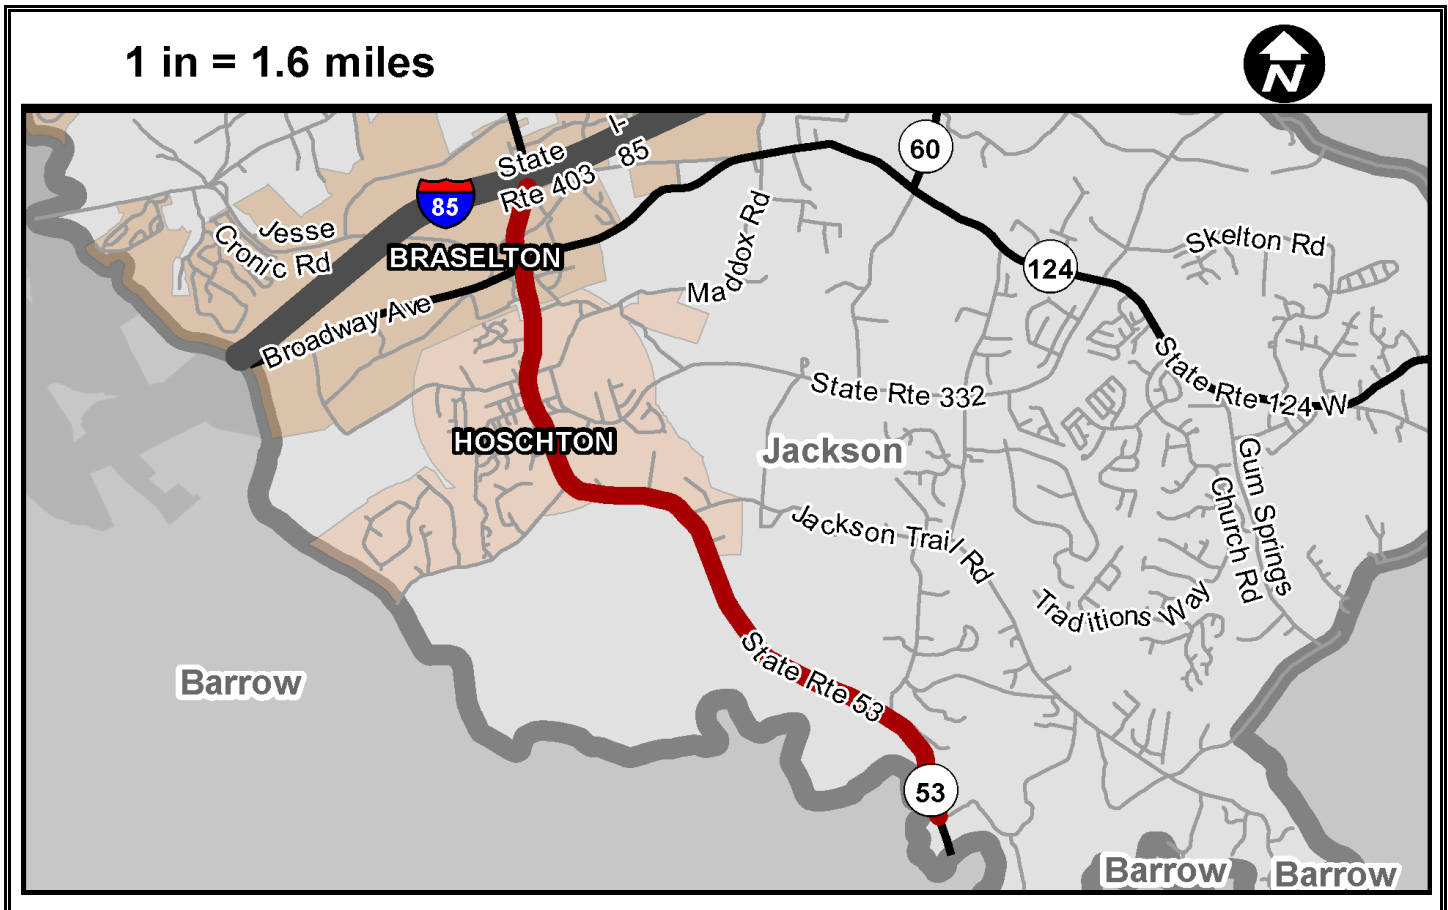 1 in = 1.6 miles
N
I-
85
State
Rte 403
60
85
Jesse
Cronic Rd
BRASELTON
Maddox Rd
Skelton Rd
124
Broadway Ave
State Rte 332
State Rte 124 W
HOSCHTON
Jackson
Gum Springs
Church Rd
Jackson Trail Rd
Traditions Way
State Rte 53
Barrow
53
Barrow
Barrow